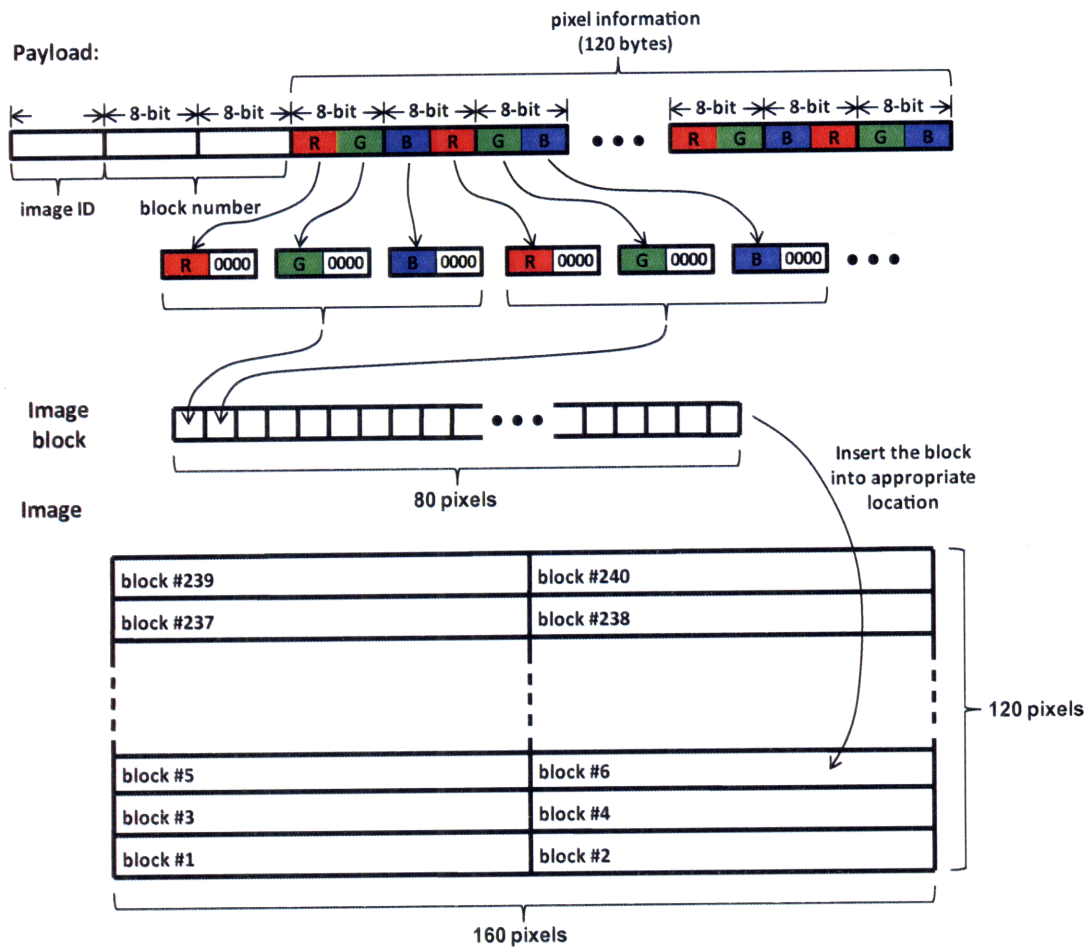 pixel information
(120 bytes)
Payload:
8-bit 8-bit 8-bit 8-bit 8-bit 8-bit 8-bit 8-bit
R G B R G B R G B R G B
image ID block number
R 0000 G 0000 B 0000 R 0000 G 0000 B 0000
Image
block
Insert the block
into appropriate
location
80 pixels
Image
block #239 block #240
block #237 block #238
120 pixels
block #5 block #6
block #3 block #4
block #1 block #2
160 pixels